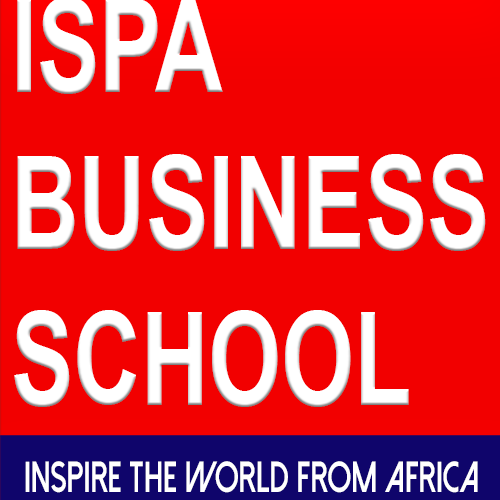 ISPA
BUSINESS
SCHOOL
INSPIRE THE WORLD FROM AFRICA